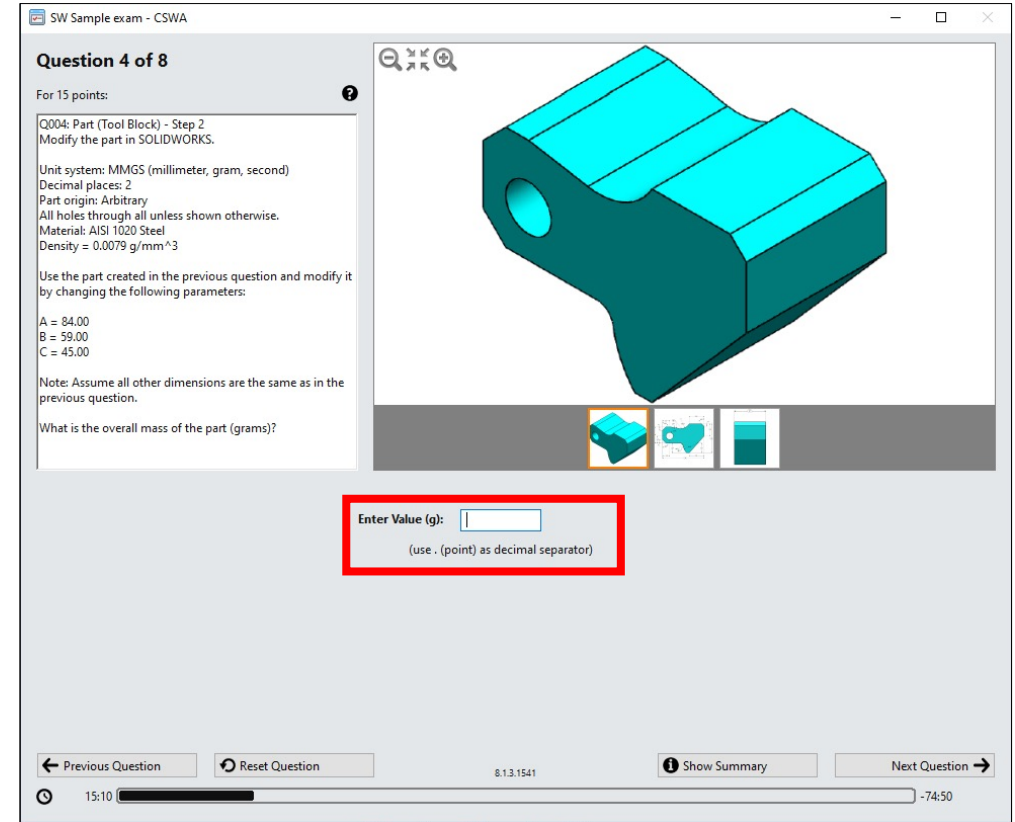 SW Sample exam - CSWA
Question 4 of 8
For 15 points:
Q004: Part (Tool Block) - Step 2
Modify the part in SOLIDWORKS.
Unit system: MMGS (millimeter, gram, second)
Decimal places: 2
Part origin: Arbitrary
All holes through all unless shown otherwise.
Material: AISI 1020 Steel
Density = 0.0079 g/mm^3
Use the part created in the previous question and modify it
by changing the following parameters:
A = 84.00
B = 59.00
C = 45.00
Note: Assume all other dimensions are the same as in the
previous question.
What is the overall mass of the part (grams)?
Enter Value (g):
(use . (point) as decimal separator)
Previous Question
Reset Question
8.1.3.1541
Show Summary
Next Question
15:10
-74:50